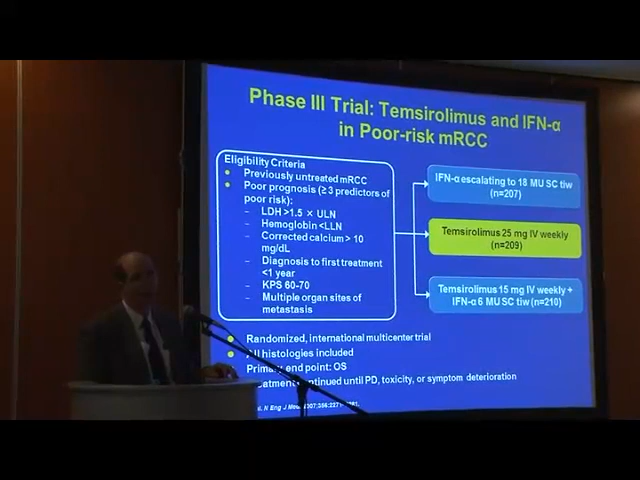 Phase III Trial: Temsirolimus and IFN-α
in Poor-risk mRCC
Eligibility Criteria
Previously untreated mRCC
Poor prognosis (≥3 predictors of
poor risk):
– LDH >1.5 × ULN
– Hemoglobin <LLN
– Corrected calcium > 10
mg/dL
– Diagnosis to first treatment
<1 year
– KPS 60-70
– Multiple organ sites of
metastasis
IFN-α escalating to 18 MU SC tiw
(n=207)
Temsirolimus 25 mg IV weekly
(n=209)
Temsirolimus 15 mg IV weekly +
IFN-α 6 MU SC tiw (n=210)
Randomized, international multicenter trial
All histologies included
Primary end point: OS
continued until PD, toxicity, or symptom deterioration
N Eng J Med